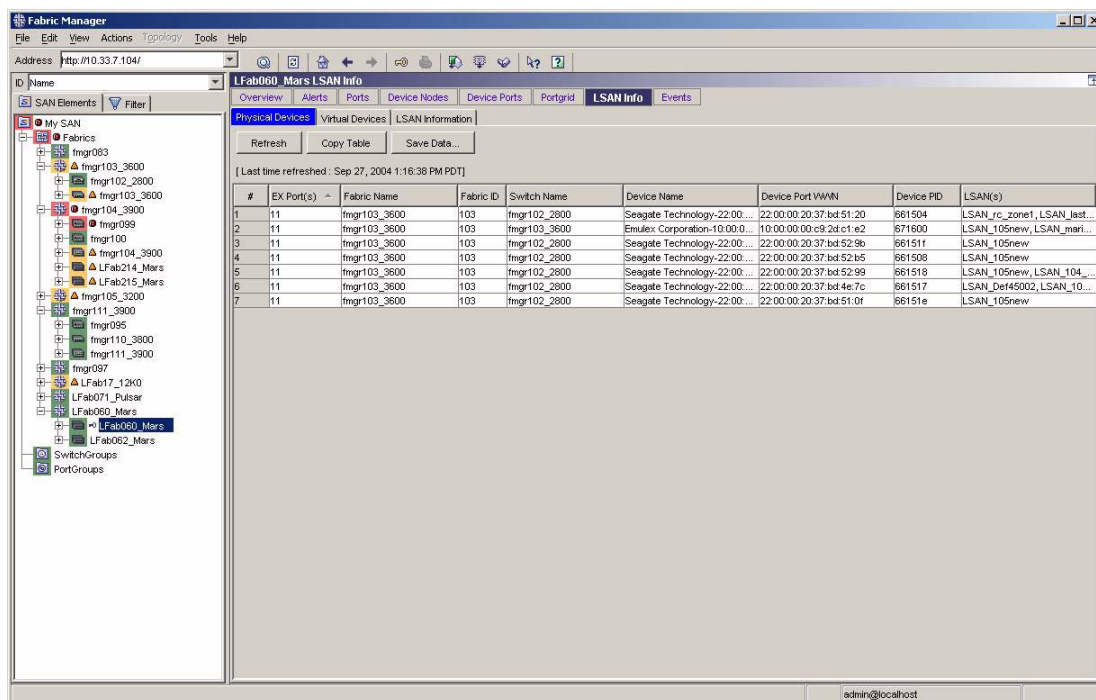 Fabric Manager
File Edit View Actions Topology Tools Help
Address http://10.33.7.104/
ID Name
SAN Elements Filter
My SAN
Fabrics
fmgr083
fmgr103_3600
fmgr102_2800
fmgr103_3600
fmgr104_3900
fmgr099
fmgr100
fmgr104_3900
LFab214_Mars
LFab215_Mars
fmgr105_3200
fmgr111_3900
fmgr095
fmgr110_3800
fmgr111_3900
fmgr097
LFab17_12K0
LFab071_Pulsar
LFab060_Mars
LFab060_Mars
LFab062_Mars
SwitchGroups
PortGroups
LFab060_Mars LSAN Info
Overview Alerts Ports Device Nodes Device Ports Portgrid LSAN Info Events
Physical Devices Virtual Devices LSAN Information
Refresh Copy Table Save Data...
[ Last time refreshed : Sep 27, 2004 1:16:38 PM PDT]
# EX Port(s) Fabric Name Fabric ID Switch Name Device Name Device Port WWN Device PID LSAN(s)
1 11 fmgr103_3600 103 fmgr102_2800 Seagate Technology-22:00:... 22:00:00:20:37:bd:51:20 661504 LSAN_rc_zone1, LSAN_last...
2 11 fmgr103_3600 103 fmgr102_2800 Emulex Corporation-10:00:0... 10:00:00:00:c9:2d:c1:e2 671600 LSAN_105new, LSAN_mari...
3 11 fmgr103_3600 103 fmgr102_2800 Seagate Technology-22:00:... 22:00:00:20:37:bd:52:9b 66151f LSAN_105new
4 11 fmgr103_3600 103 fmgr102_2800 Seagate Technology-22:00:... 22:00:00:20:37:bd:52:b5 661508 LSAN_105new
5 11 fmgr103_3600 103 fmgr102_2800 Seagate Technology-22:00:... 22:00:00:20:37:bd:52:99 661518 LSAN_105new, LSAN_104_...
6 11 fmgr103_3600 103 fmgr102_2800 Seagate Technology-22:00:... 22:00:00:20:37:bd:4e:7c 661517 LSAN_Def45002, LSAN_10...
7 11 fmgr103_3600 103 fmgr102_2800 Seagate Technology-22:00:... 22:00:00:20:37:bd:51:0f 66151e LSAN_105new
admin@localhost